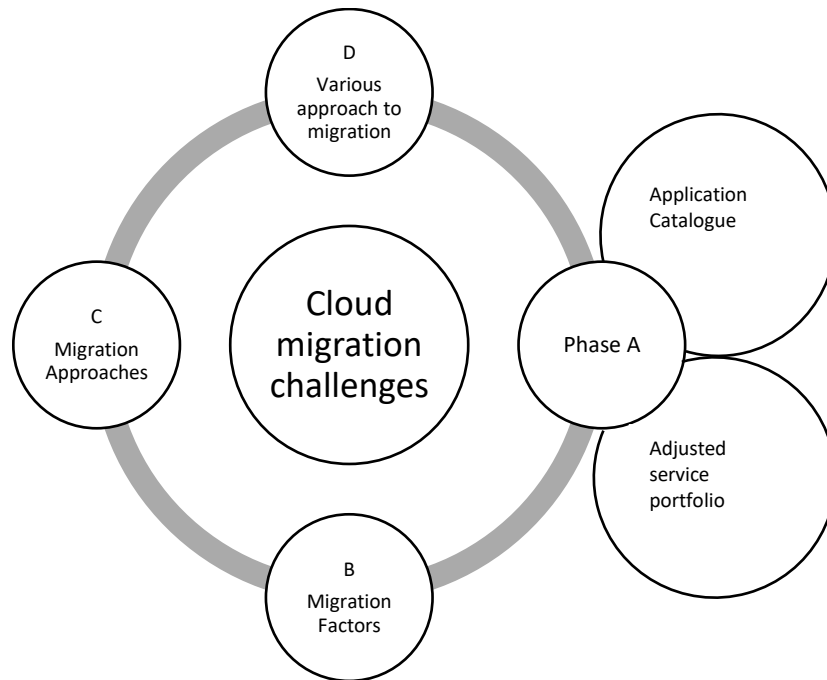 D
Various
approach to
migration
Application
Catalogue
Cloud
migration
challenges
C
Migration
Approaches
Phase A
Adjusted
service
portfolio
B
Migration
Factors